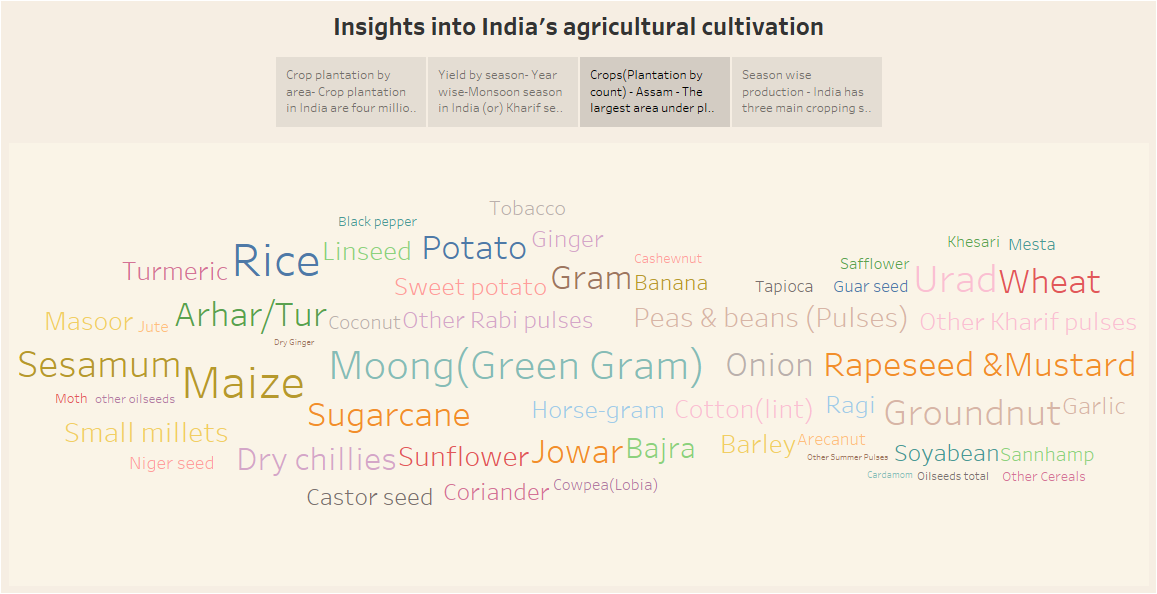 Insights into India’s agricultural cultivation
Crop plantation by
area- Crop plantation
in India are four millio..
Yield by season- Year
wise-Monsoon season
in India (or) Kharif se..
Crops(Plantation by
count) - Assam - The
largest area under pl..
Season wise
production - India has
three main cropping s..
Tobacco
Black pepper
Ginger
Khesari
Mesta
Rice
Linseed
Potato
Cashewnut
Safflower
Turmeric
Sweet potato
Gram
Banana
Tapioca
Guar seed
Urad
Wheat
Masoor
Jute
Arhar/Tur
Coconut
Other Rabi pulses
Peas & beans (Pulses)
Other Kharif pulses
Dry Ginger
Sesamum
Maize
Moong(Green Gram)
Onion
Rapeseed &Mustard
Moth
other oilseeds
Sugarcane
Horse-gram
Cotton(lint)
Ragi
Groundnut
Garlic
Small millets
Niger seed
Dry chillies
Sunflower
Jowar
Bajra
Barley
Arecanut
Other Summer Pulses
Soyabean
Sannhamp
Castor seed
Coriander
Cowpea(Lobia)
Cardamom
Oilseeds total
Other Cereals